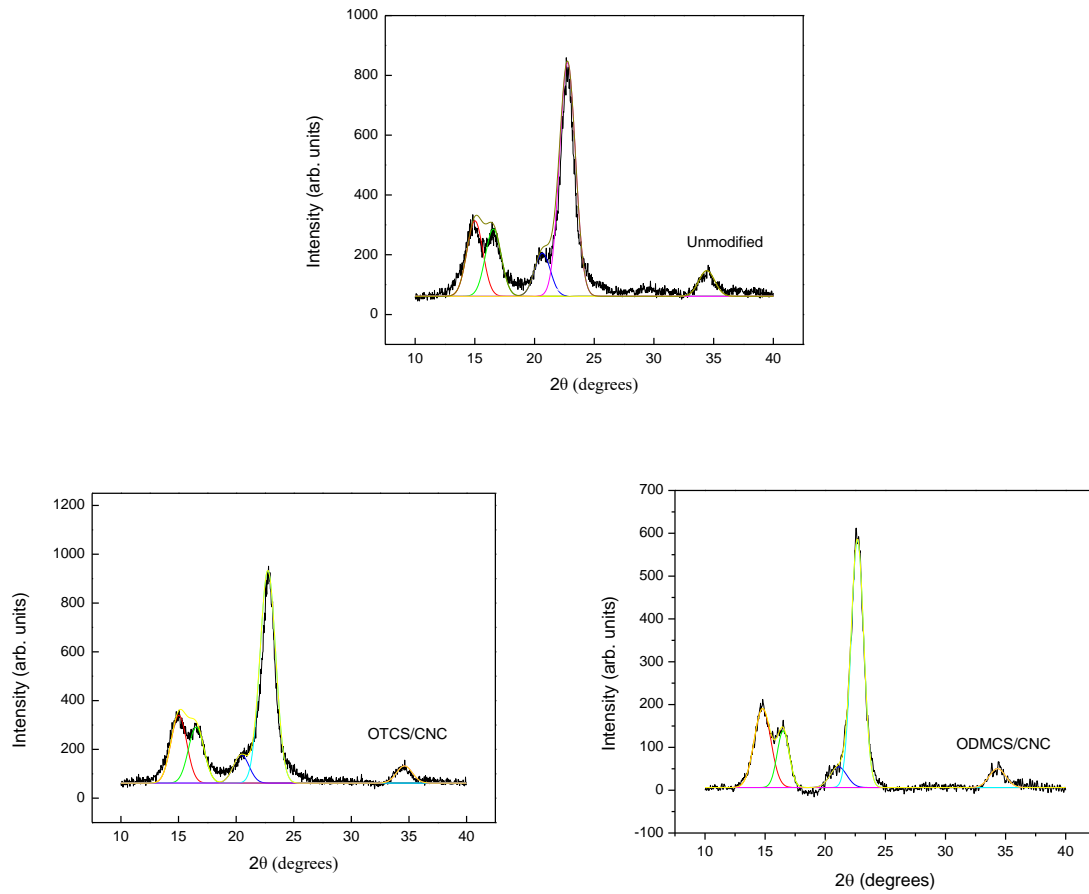 1000
800
600
400
200
0
Intensity (arb. units)
Unmodified
10 15 20 25 30 35 40
2θ (degrees)
1200
1000
800
600
400
200
0
Intensity (arb. units)
OTCS/CNC
10 15 20 25 30 35 40
2θ (degrees)
700
600
500
400
300
200
100
0
-100
Intensity (arb. units)
ODMCS/CNC
10 15 20 25 30 35 40
2θ (degrees)